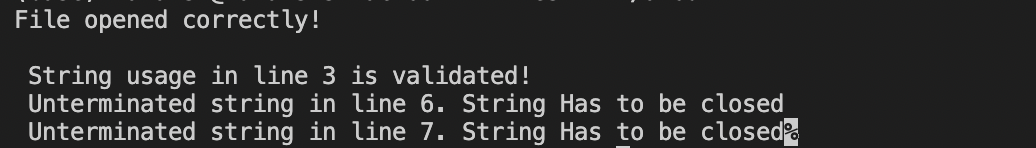 File opened correctly!
String usage in line 3 is validated!
Unterminated string in line 6. String Has to be closed
Unterminated string in line 7. String Has to be closed%